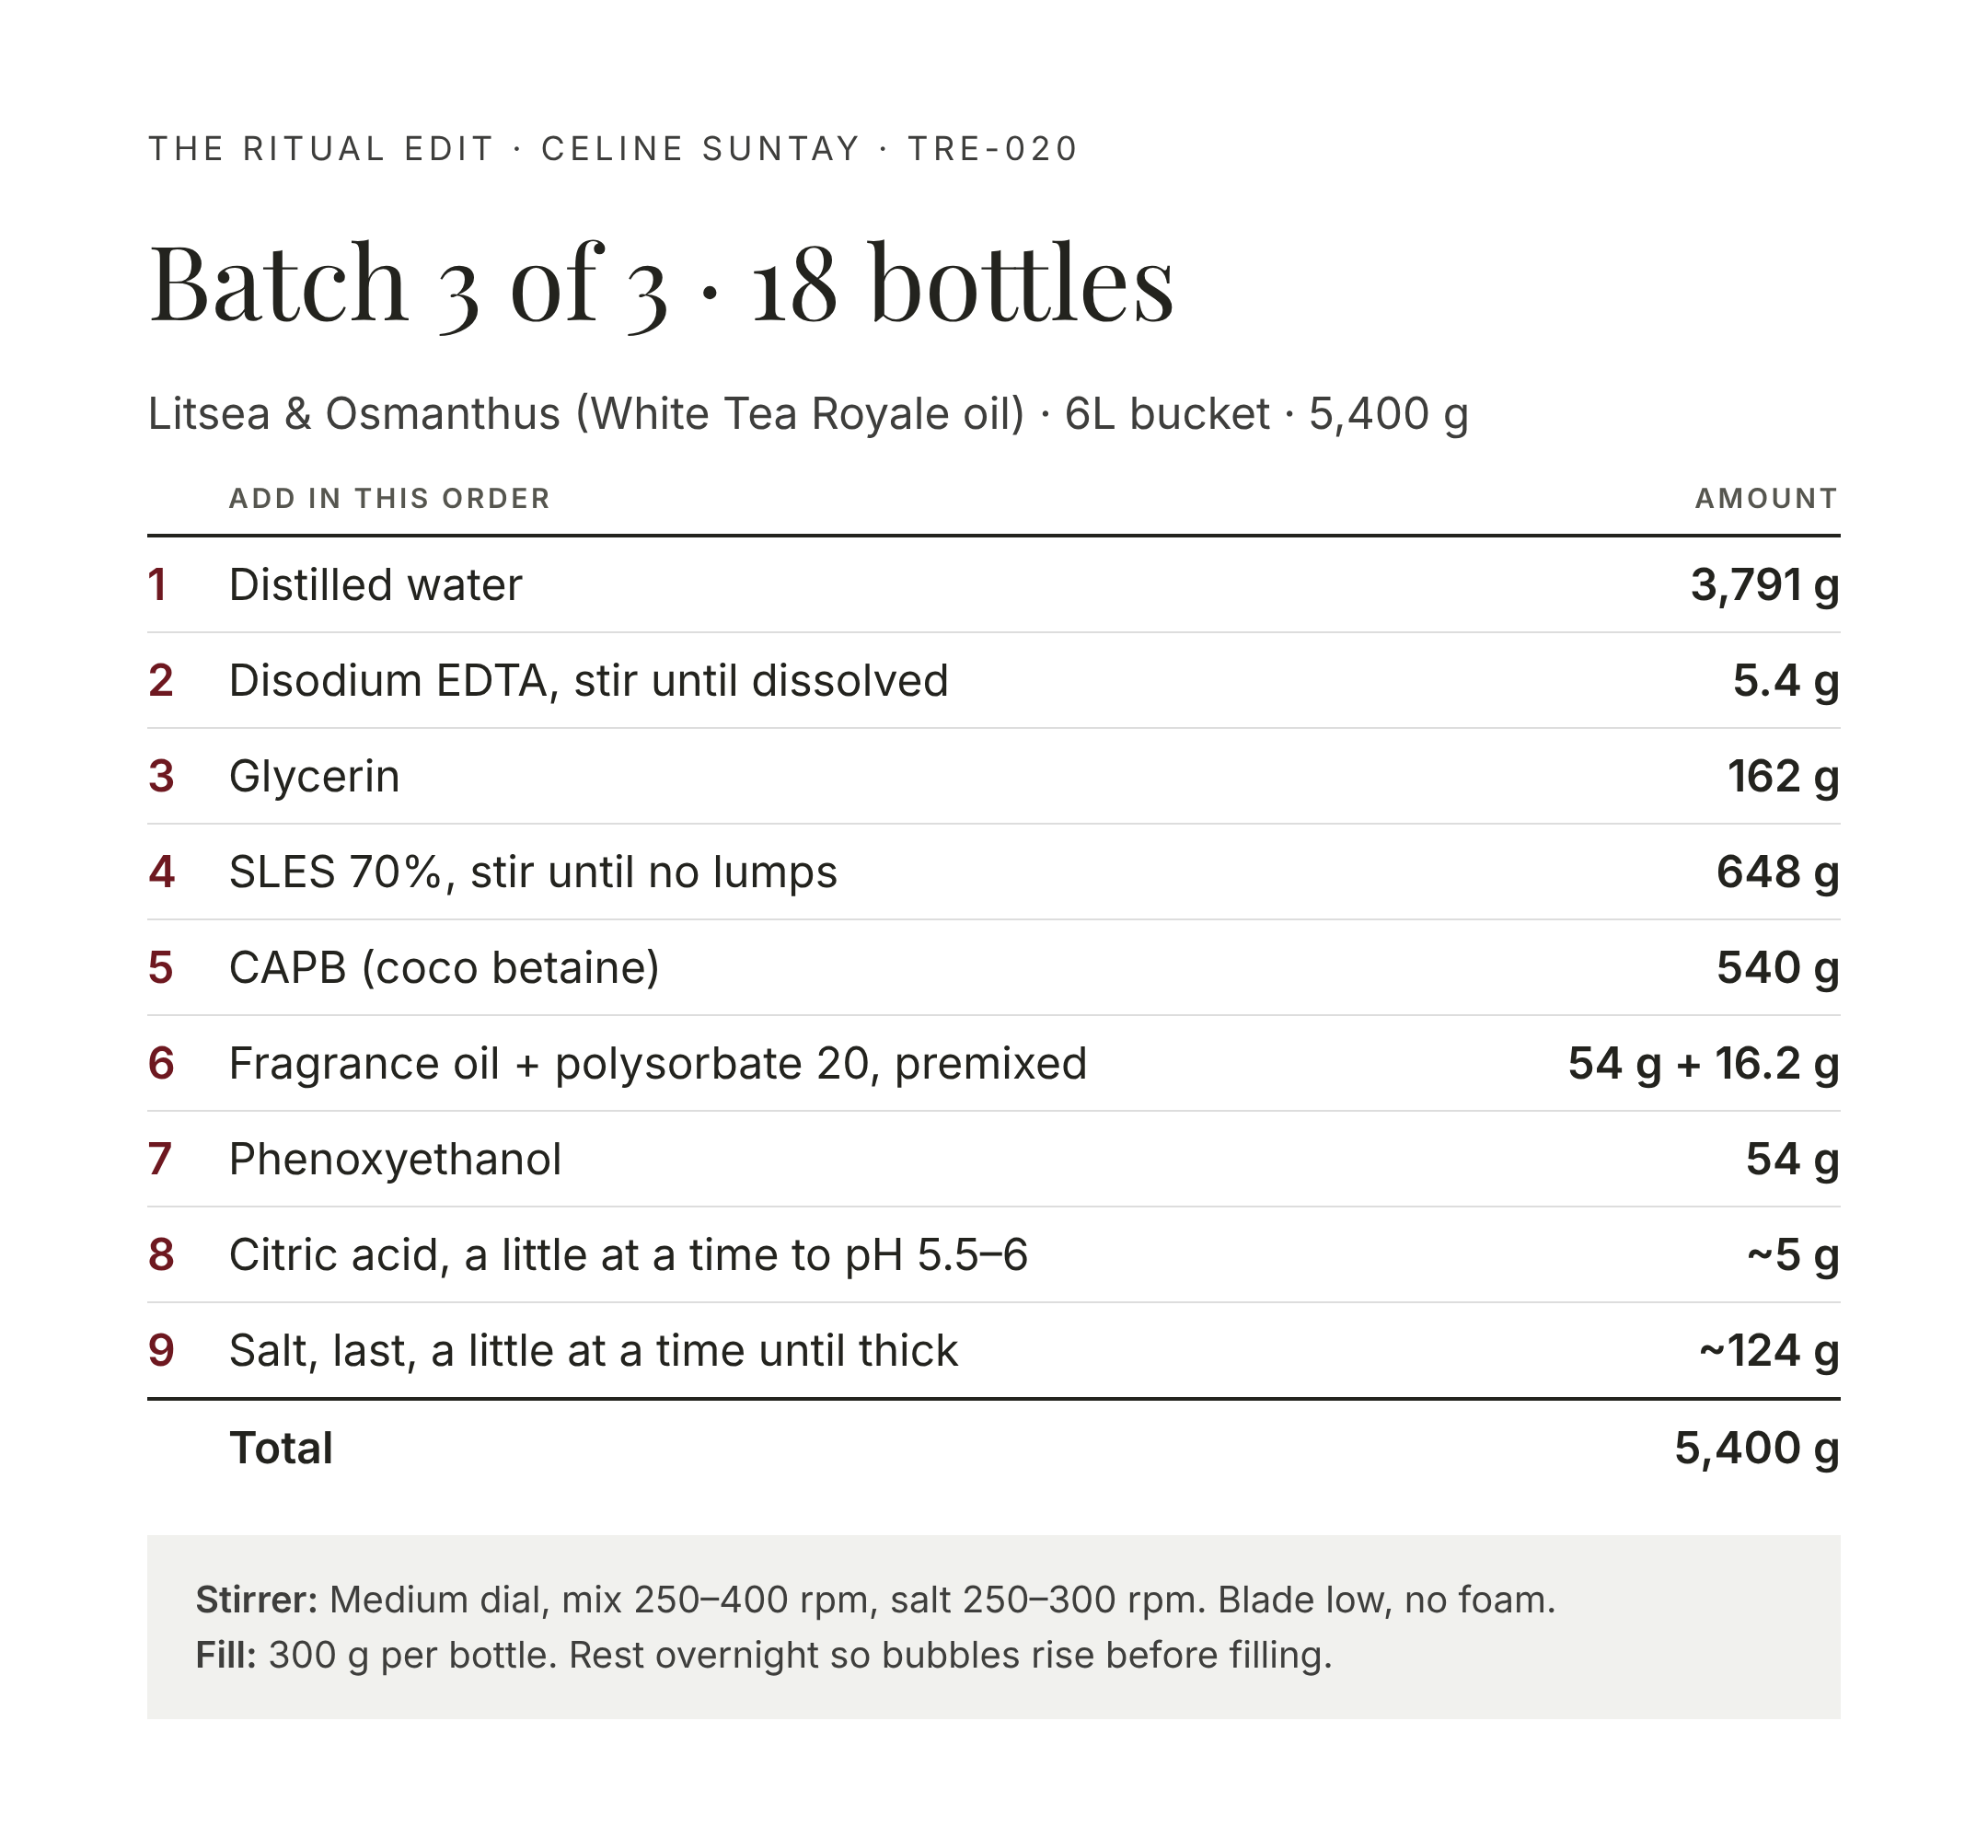 THE RITUAL EDIT · CELINE SUNTAY · TRE-020
Batch 3 of 3 · 18 bottles
Litsea & Osmanthus (White Tea Royale oil) · 6L bucket · 5,400 g
ADD IN THIS ORDER AMOUNT
1 Distilled water 3,791 g
2 Disodium EDTA, stir until dissolved 5.4 g
3 Glycerin 162 g
4 SLES 70%, stir until no lumps 648 g
5 CAPB (coco betaine) 540 g
6 Fragrance oil + polysorbate 20, premixed 54 g + 16.2 g
7 Phenoxyethanol 54 g
8 Citric acid, a little at a time to pH 5.5–6 ~5 g
9 Salt, last, a little at a time until thick ~124 g
Total 5,400 g
Stirrer: Medium dial, mix 250–400 rpm, salt 250–300 rpm. Blade low, no foam.
Fill: 300 g per bottle. Rest overnight so bubbles rise before filling.